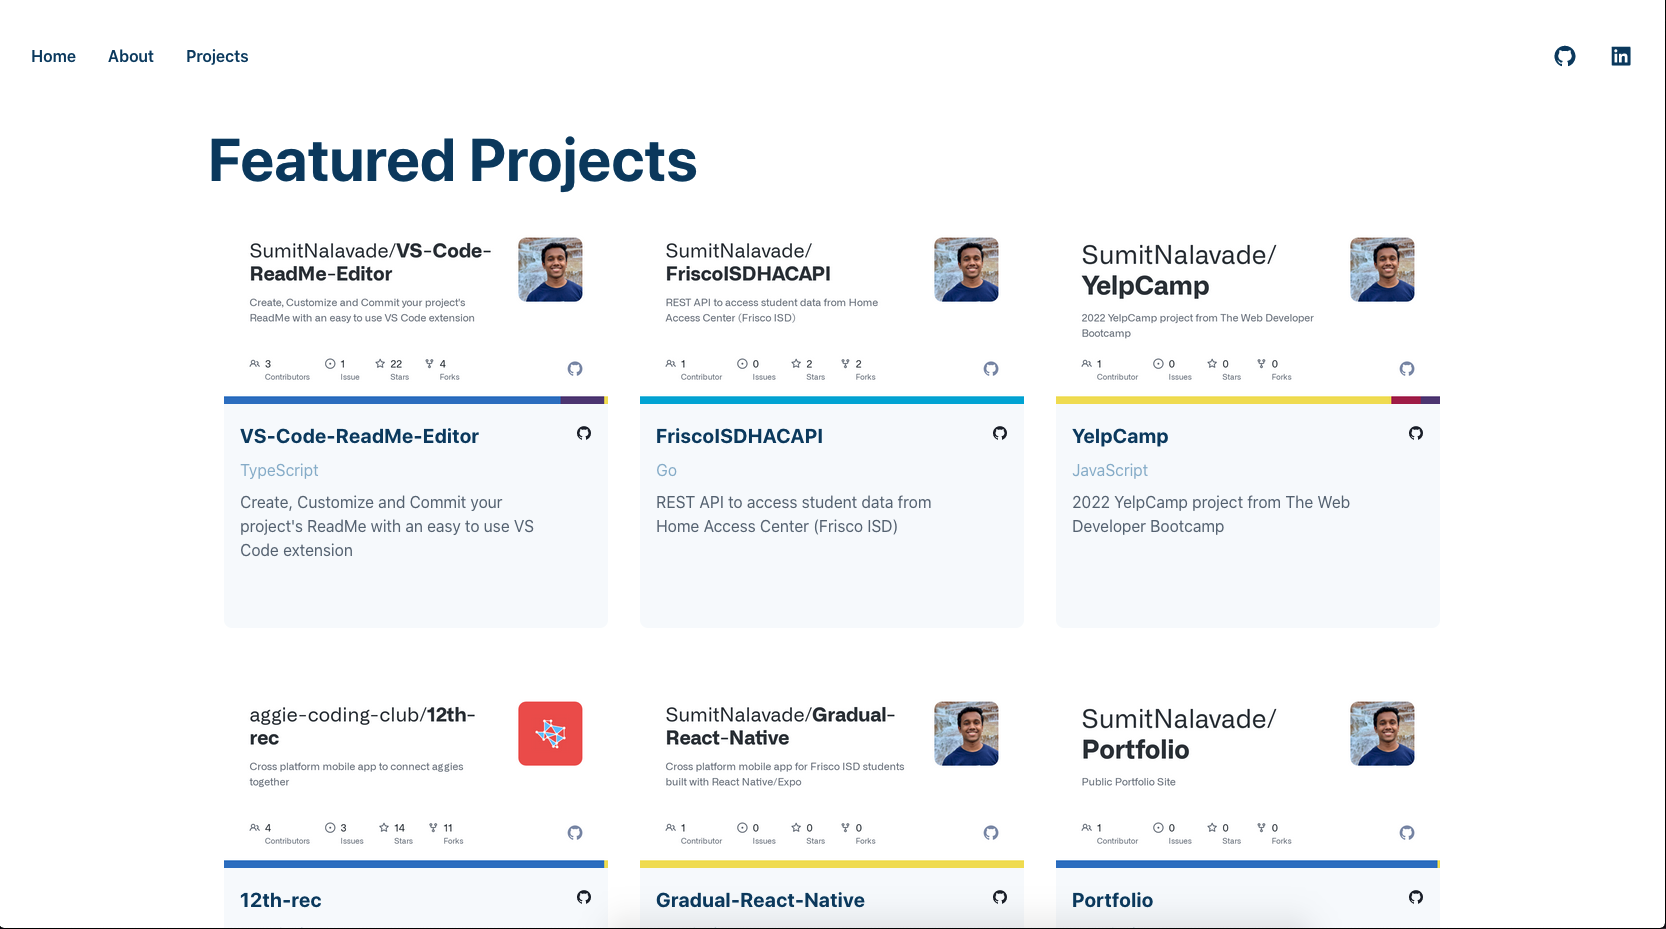 Home About Projects
Featured Projects
SumitNalavade/VS-Code-
ReadMe-Editor
Create, Customize and Commit your project's
ReadMe with an easy to use VS Code extension
3 1 22 4
Contributors Issue Stars Forks
VS-Code-ReadMe-Editor
TypeScript
Create, Customize and Commit your
project's ReadMe with an easy to use VS
Code extension
SumitNalavade/
FriscoISDHACAPI
REST API to access student data from Home
Access Center (Frisco ISD)
1 0 2 2
Contributor Issues Stars Forks
FriscoISDHACAPI
Go
REST API to access student data from
Home Access Center (Frisco ISD)
SumitNalavade/
YelpCamp
2022 YelpCamp project from The Web Developer
Bootcamp
1 0 0 0
Contributor Issues Stars Forks
YelpCamp
JavaScript
2022 YelpCamp project from The Web
Developer Bootcamp
aggie-coding-club/12th-
rec
Cross platform mobile app to connect aggies
together
4 3 14 11
Contributors Issues Stars Forks
12th-rec
SumitNalavade/Gradual-
React-Native
Cross platform mobile app for Frisco ISD students
built with React Native/Expo
1 0 0 0
Contributor Issues Stars Forks
Gradual-React-Native
SumitNalavade/
Portfolio
Public Portfolio Site
1 0 0 0
Contributor Issues Stars Forks
Portfolio